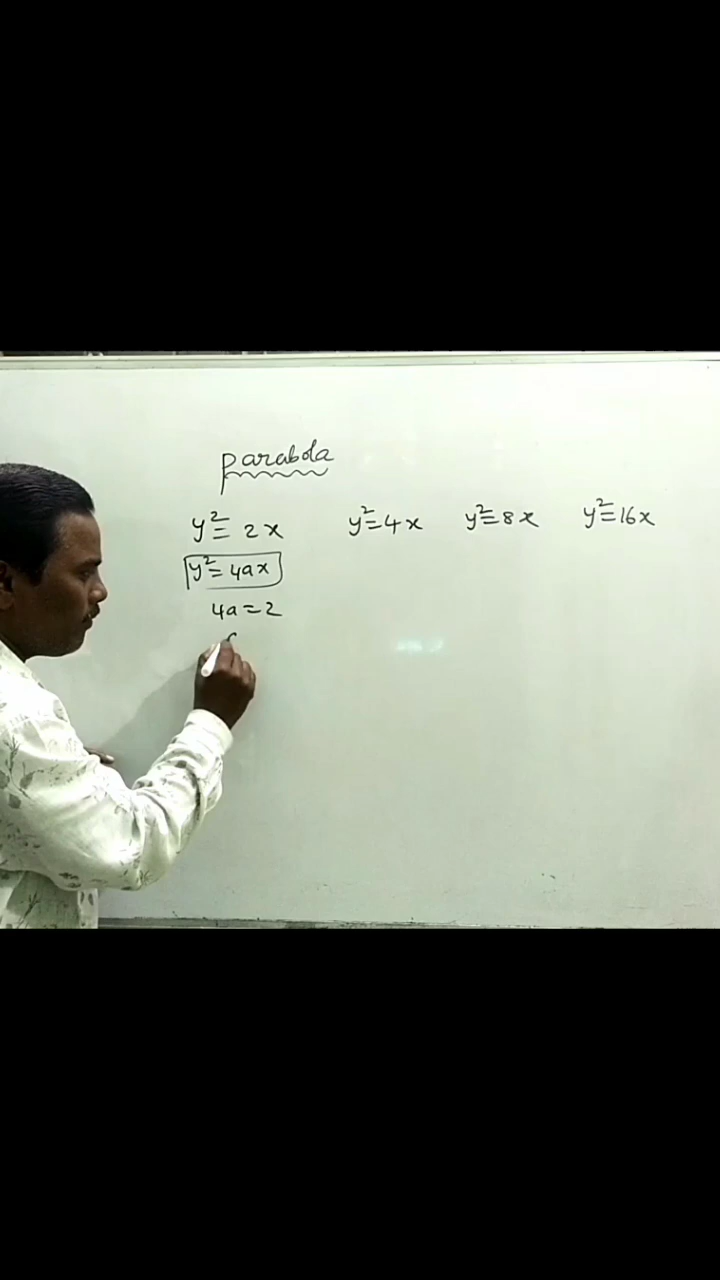 parabola
y² = 2x y² = 4x y² = 8x y² = 16x
y² = 4ax
4a = 2